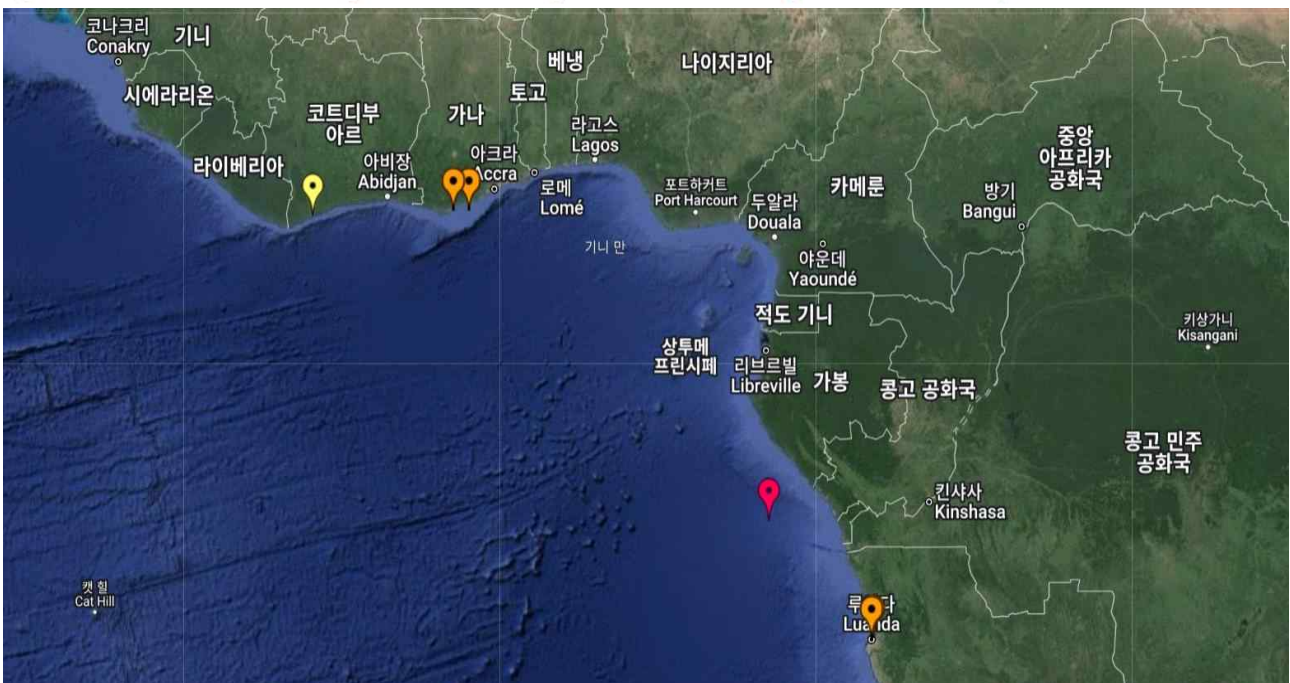 코나크리
Conakry
기니
시에라리온
라이베리아
코트디부
아르
아비장
Abidjan
가나
아크라
Accra
토고
로메
Lomé
베냉
라고스
Lagos
나이지리아
포트하커트
Port Harcourt
기니 만
두알라
Douala
카메룬
야운데
Yaoundé
중앙
아프리카
공화국
방기
Bangui
적도 기니
상투메
프린시페
리브르빌
Libreville
가봉
콩고 공화국
키상가니
Kisangani
콩고 민주
공화국
킨샤사
Kinshasa
캣 힐
Cat Hill
Luanda